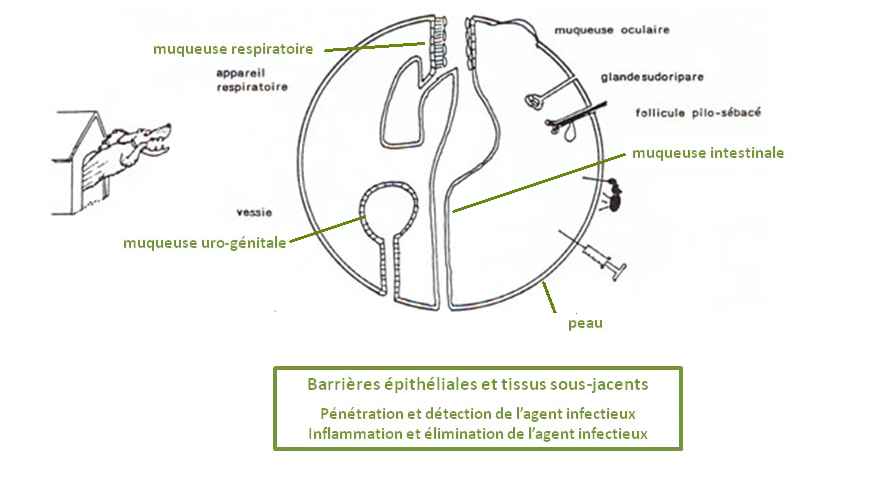 muqueuse respiratoire
muqueuse oculaire
appareil
respiratoire
glandesudoripare
follicule pilo-sébacé
muqueuse intestinale
vessie
muqueuse uro-génitale
peau
Barrières épithéliales et tissus sous-jacents
Pénétration et détection de l'agent infectieux
Inflammation et élimination de l'agent infectieux